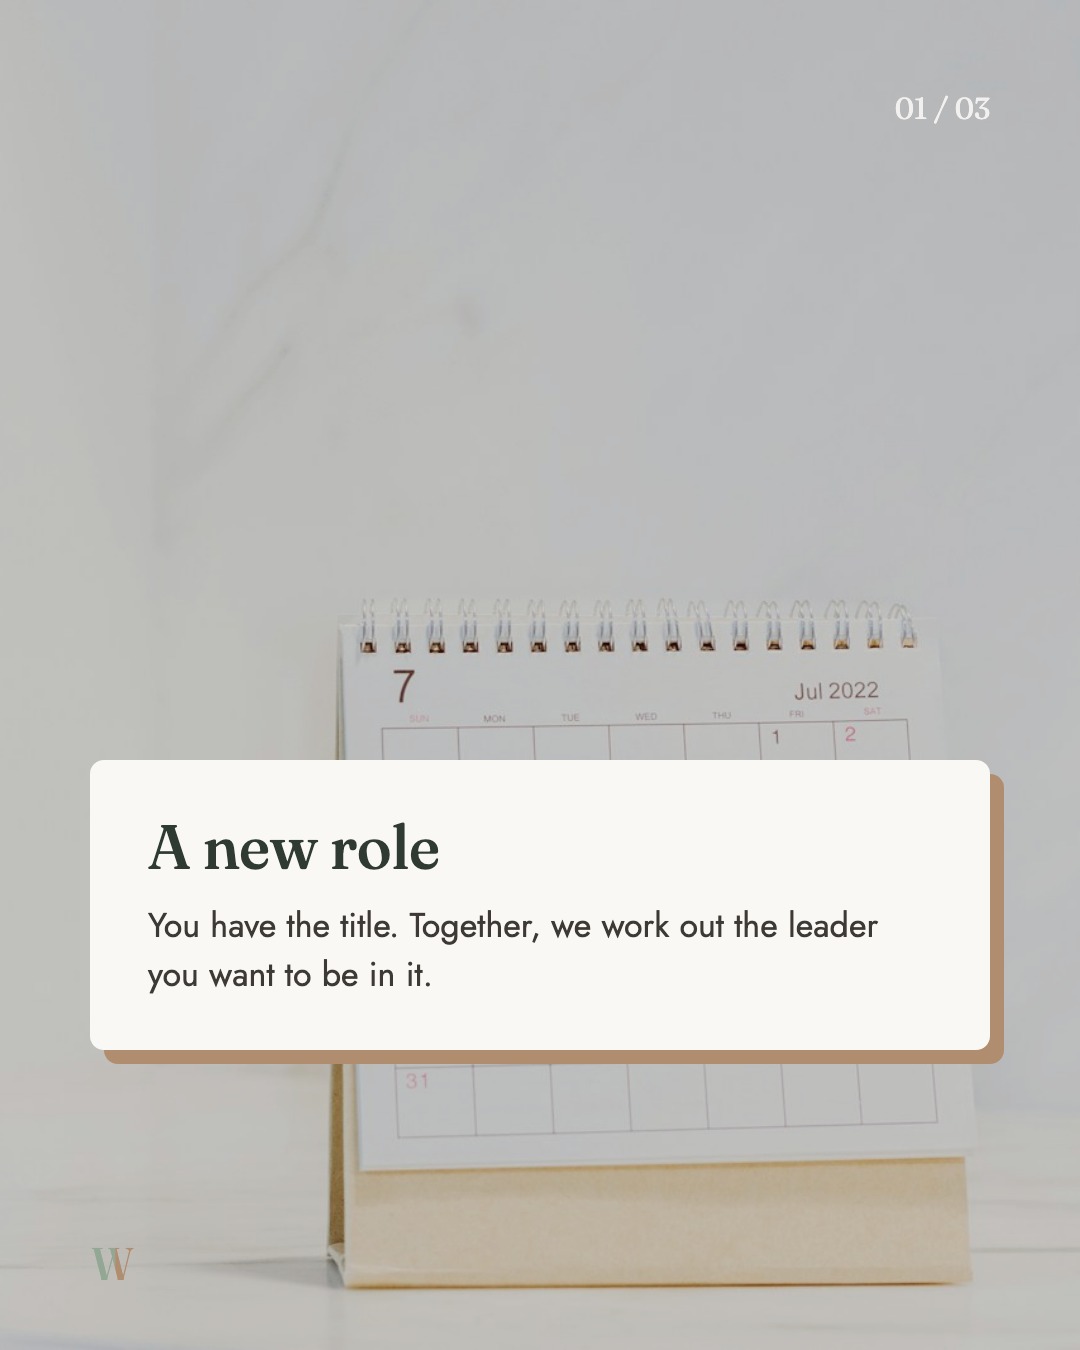 01 / 03
7
Jul 2022
SUN MON TUE WED THU FRI SAT
1 2
A new role
You have the title. Together, we work out the leader
you want to be in it.
31
W